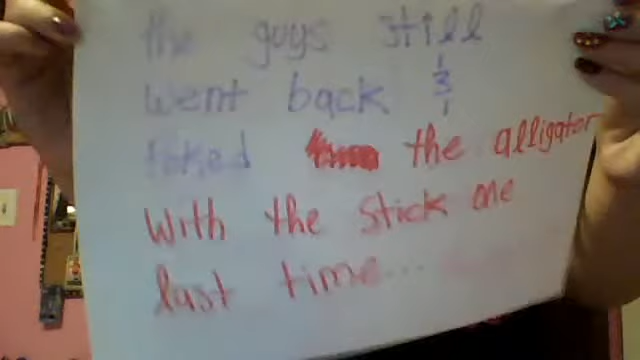 the guys still
went back &
Poked the alligator
with the stick one
last time...